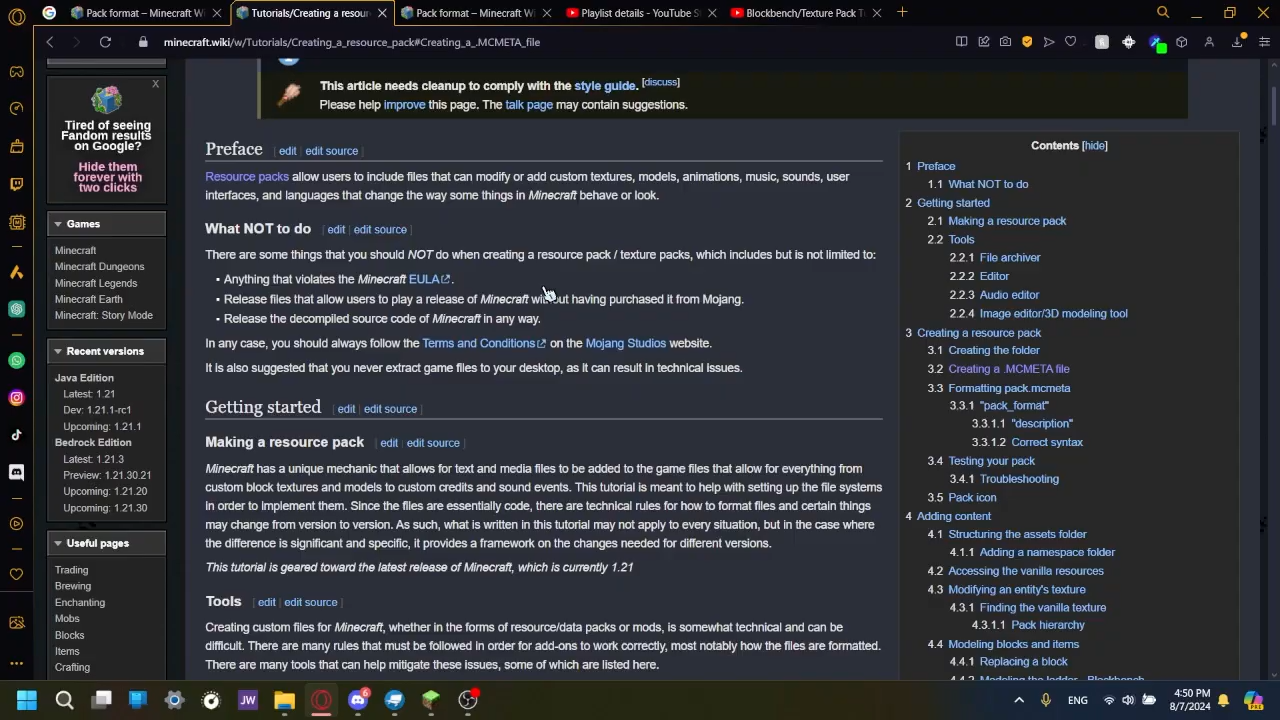 Pack format – Minecraft Wi
Tutorials/Creating a resour
Pack format – Minecraft Wi
Playlist details - YouTube S
Blockbench/Texture Pack T
minecraft.wiki/w/Tutorials/Creating_a_resource_pack#Creating_a_.MCMETA_file
X
Tired of seeing
Fandom results
on Google?
Hide them
forever with
two clicks
Games
Minecraft
Minecraft Dungeons
Minecraft Legends
Minecraft Earth
Minecraft: Story Mode
Recent versions
Java Edition
Latest: 1.21
Dev: 1.21.1-rc1
Upcoming: 1.21.1
Bedrock Edition
Latest: 1.21.3
Preview: 1.21.30.21
Upcoming: 1.21.20
Upcoming: 1.21.30
Useful pages
Trading
Brewing
Enchanting
Mobs
Blocks
Items
Crafting
This article needs cleanup to comply with the style guide. [discuss]
Please help improve this page. The talk page may contain suggestions.
Preface | edit | edit source |
Resource packs allow users to include files that can modify or add custom textures, models, animations, music, sounds, user
interfaces, and languages that change the way some things in Minecraft behave or look.
What NOT to do | edit | edit source |
There are some things that you should NOT do when creating a resource pack / texture packs, which includes but is not limited to:
• Anything that violates the Minecraft EULA.
• Release files that allow users to play a release of Minecraft without having purchased it from Mojang.
• Release the decompiled source code of Minecraft in any way.
In any case, you should always follow the Terms and Conditions on the Mojang Studios website.
It is also suggested that you never extract game files to your desktop, as it can result in technical issues.
Getting started | edit | edit source |
Making a resource pack | edit | edit source |
Minecraft has a unique mechanic that allows for text and media files to be added to the game files that allow for everything from
custom block textures and models to custom credits and sound events. This tutorial is meant to help with setting up the file systems
in order to implement them. Since the files are essentially code, there are technical rules for how to format files and certain things
may change from version to version. As such, what is written in this tutorial may not apply to every situation, but in the case where
the difference is significant and specific, it provides a framework on the changes needed for different versions.
This tutorial is geared toward the latest release of Minecraft, which is currently 1.21
Tools | edit | edit source |
Creating custom files for Minecraft, whether in the forms of resource/data packs or mods, is somewhat technical and can be
difficult. There are many rules that must be followed in order for add-ons to work correctly, most notably how the files are formatted.
There are many tools that can help mitigate these issues, some of which are listed here.
Contents [hide]
1 Preface
1.1 What NOT to do
2 Getting started
2.1 Making a resource pack
2.2 Tools
2.2.1 File archiver
2.2.2 Editor
2.2.3 Audio editor
2.2.4 Image editor/3D modeling tool
3 Creating a resource pack
3.1 Creating the folder
3.2 Creating a .MCMETA file
3.3 Formatting pack.mcmeta
3.3.1 "pack_format"
3.3.1.1 "description"
3.3.1.2 Correct syntax
3.4 Testing your pack
3.4.1 Troubleshooting
3.5 Pack icon
4 Adding content
4.1 Structuring the assets folder
4.1.1 Adding a namespace folder
4.2 Accessing the vanilla resources
4.3 Modifying an entity's texture
4.3.1 Finding the vanilla texture
4.3.1.1 Pack hierarchy
4.4 Modeling blocks and items
4.4.1 Replacing a block
4.4.2 Modeling the ladder - Blockbench
JW
6
ENG
4:50 PM
8/7/2024